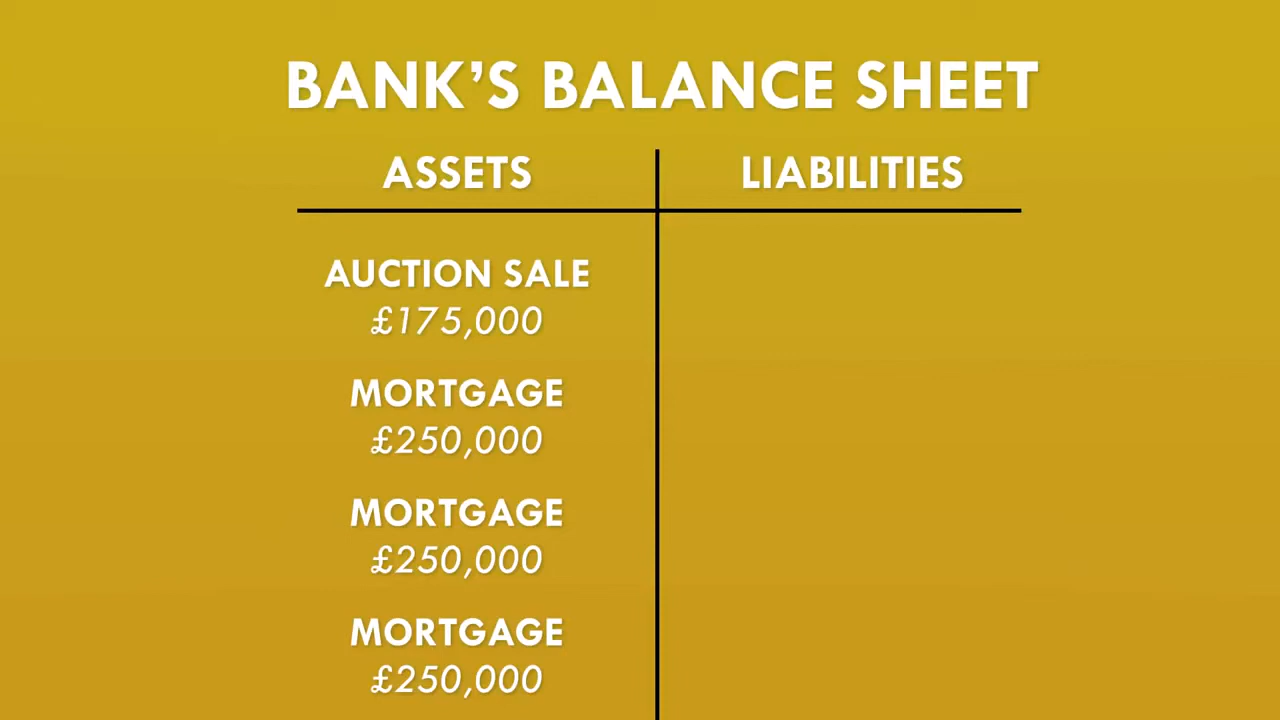 BANK’S BALANCE SHEET
ASSETS
LIABILITIES
AUCTION SALE
£175,000
MORTGAGE
£250,000
MORTGAGE
£250,000
MORTGAGE
£250,000